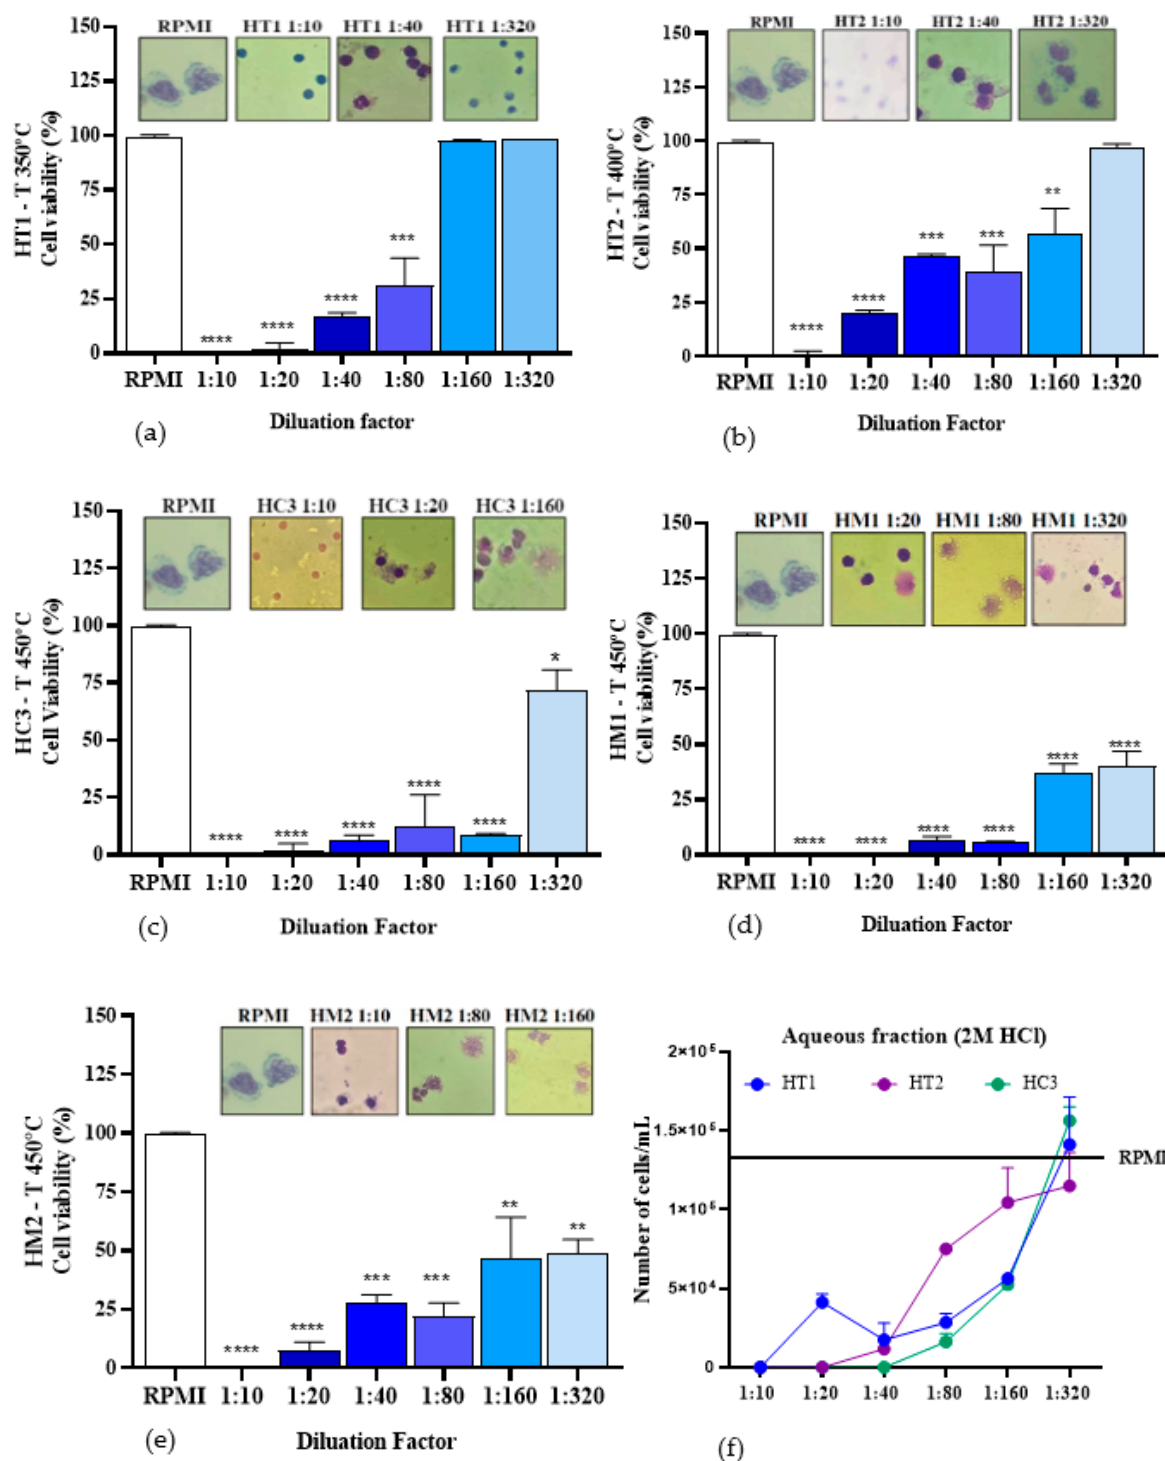 RPMI HT1 1:10 HT1 1:40 HT1 1:320
150
125
100
75
50
25
0
HT1 - T 350ºC
Cell viability (%)
**** **** **** ***
RPMI 1:10 1:20 1:40 1:80 1:160 1:320
Diluation factor
(a)
RPMI HT2 1:10 HT2 1:40 HT2 1:320
150
125
100
75
50
25
0
HT2 - T 400ºC
Cell viability (%)
**** **** *** *** **
RPMI 1:10 1:20 1:40 1:80 1:160 1:320
Diluation Factor
(b)
RPMI HC3 1:10 HC3 1:20 HC3 1:160
150
125
100
75
50
25
0
HC3 - T 450ºC
Cell Viability (%)
**** **** **** **** **** *
RPMI 1:10 1:20 1:40 1:80 1:160 1:320
Diluation Factor
(c)
RPMI HM1 1:20 HM1 1:80 HM1 1:320
150
125
100
75
50
25
0
HM1 - T 450ºC
Cell viability(%)
**** **** **** **** **** ****
RPMI 1:10 1:20 1:40 1:80 1:160 1:320
Diluation Factor
(d)
RPMI HM2 1:10 HM2 1:80 HM2 1:160
150
125
100
75
50
25
0
HM2 - T 450ºC
Cell viability (%)
**** **** *** *** ** **
RPMI 1:10 1:20 1:40 1:80 1:160 1:320
Diluation Factor
(e)
Aqueous fraction (2M HCl)
HT1 HT2 HC3
2×10⁵
1.5×10⁵
1×10⁵
5×10⁴
0
Number of cells/mL
RPMI
1:10 1:20 1:40 1:80 1:160 1:320
(f)